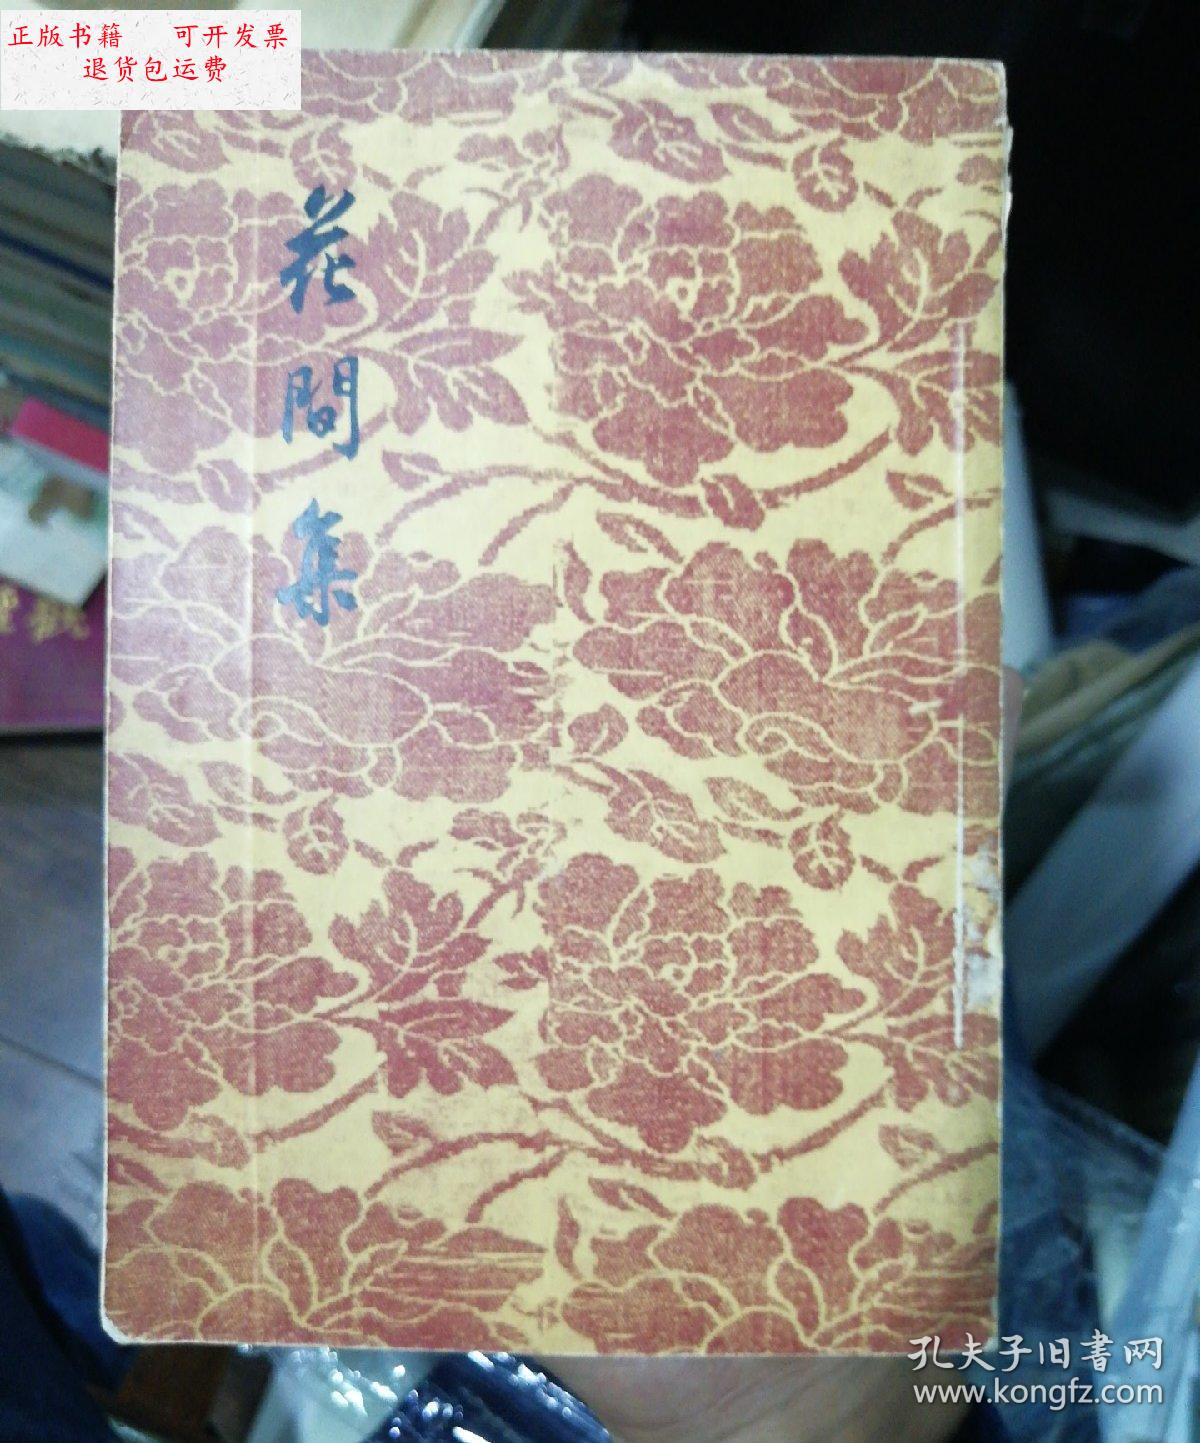 正版书籍 可开发票
退货包运费
花間集
孔夫子旧书网
www.kongfz.com